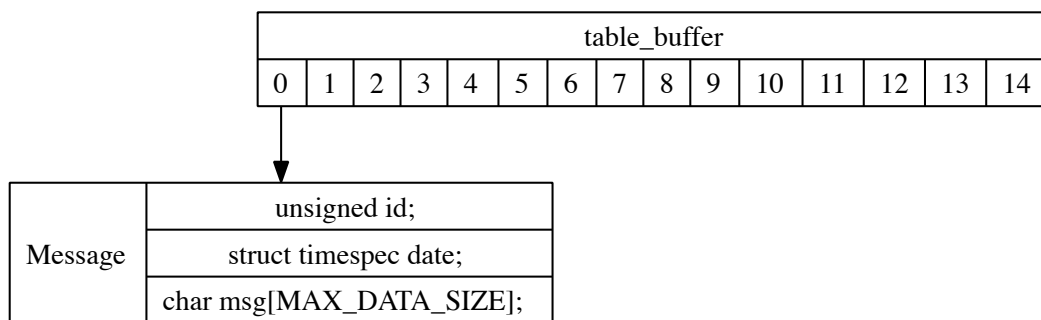 table_buffer
0 1 2 3 4 5 6 7 8 9 10 11 12 13 14
Message
unsigned id;
struct timespec date;
char msg[MAX_DATA_SIZE];